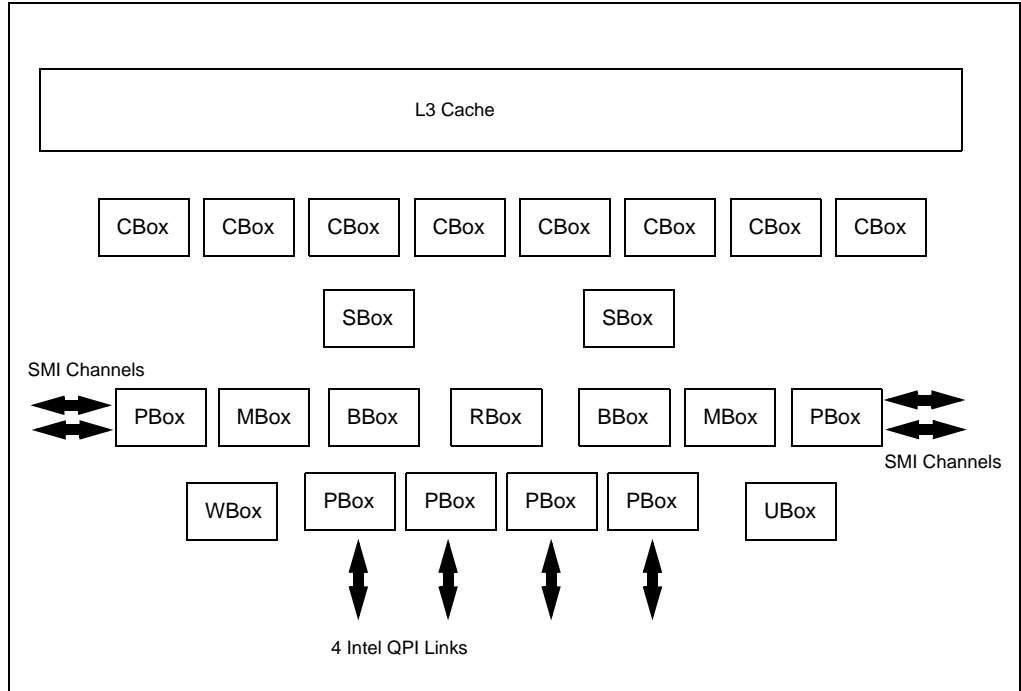 L3 Cache
CBox CBox CBox CBox CBox CBox CBox CBox
SBox SBox
SMI Channels
PBox MBox BBox RBox BBox MBox PBox
SMI Channels
WBox PBox PBox PBox PBox UBox
4 Intel QPI Links